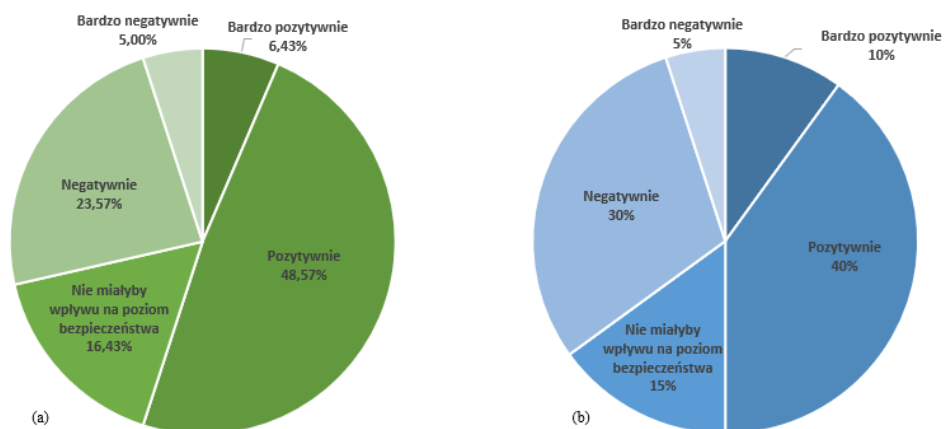 Bardzo negatywnie
5,00%
Bardzo pozytywnie
6,43%
Negatywnie
23,57%
Pozytywnie
48,57%
Nie miałyby
wpływu na poziom
bezpieczeństwa
16,43%
(a)
Bardzo negatywnie
5%
Bardzo pozytywnie
10%
Negatywnie
30%
Pozytywnie
40%
Nie miałyby
wpływu na poziom
bezpieczeństwa
15%
(b)